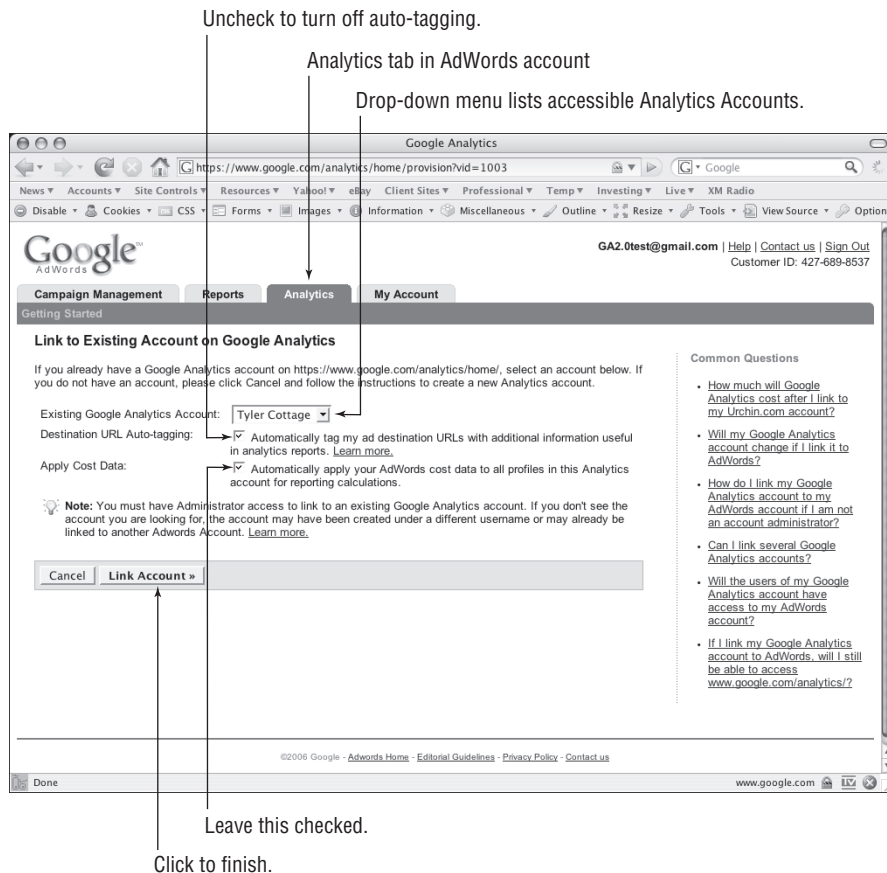 Uncheck to turn off auto-tagging.
Analytics tab in AdWords account
Drop-down menu lists accessible Analytics Accounts.
Google Analytics
G https://www.google.com/analytics/home/provision?vid=1003
G Google
News Accounts Site Controls Resources Yahoo! eBay Client Sites Professional Temp Investing Live XM Radio
Disable Cookies CSS Forms Images Information Miscellaneous Outline Resize Tools View Source Option
Google™
AdWords
GA2.0test@gmail.com | Help | Contact us | Sign Out
Customer ID: 427-689-8537
Campaign Management Reports Analytics My Account
Getting Started
Link to Existing Account on Google Analytics
If you already have a Google Analytics account on https://www.google.com/analytics/home/, select an account below. If
you do not have an account, please click Cancel and follow the instructions to create a new Analytics account.
Existing Google Analytics Account: Tyler Cottage
Destination URL Auto-tagging: Automatically tag my ad destination URLs with additional information useful
in analytics reports. Learn more.
Apply Cost Data: Automatically apply your AdWords cost data to all profiles in this Analytics
account for reporting calculations.
Note: You must have Administrator access to link to an existing Google Analytics account. If you don't see the
account you are looking for, the account may have been created under a different username or may already be
linked to another Adwords Account. Learn more.
Cancel Link Account »
Common Questions
• How much will Google
Analytics cost after I link to
my Urchin.com account?
• Will my Google Analytics
account change if I link it to
AdWords?
• How do I link my Google
Analytics account to my
AdWords account if I am not
an account administrator?
• Can I link several Google
Analytics accounts?
• Will the users of my Google
Analytics account have
access to my AdWords
account?
• If I link my Google Analytics
account to AdWords, will I still
be able to access
www.google.com/analytics/?
©2006 Google - Adwords Home - Editorial Guidelines - Privacy Policy - Contact us
Done
www.google.com TV
Leave this checked.
Click to finish.